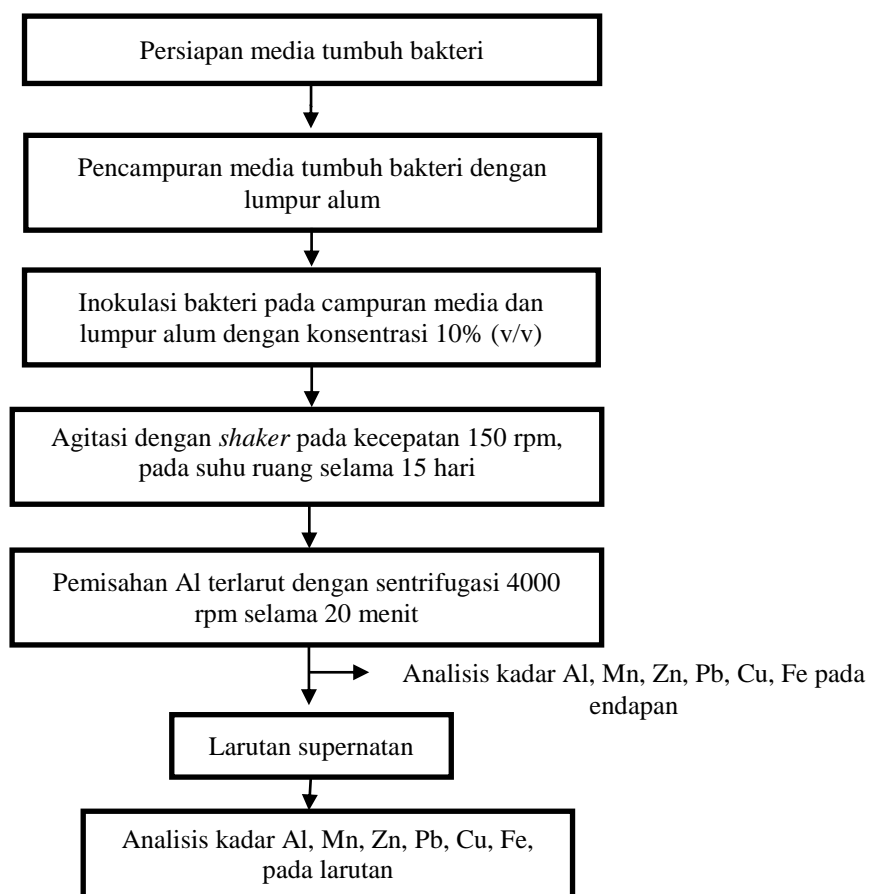 Persiapan media tumbuh bakteri
Pencampuran media tumbuh bakteri dengan
lumpur alum
Inokulasi bakteri pada campuran media dan
lumpur alum dengan konsentrasi 10% (v/v)
Agitasi dengan shaker pada kecepatan 150 rpm,
pada suhu ruang selama 15 hari
Pemisahan Al terlarut dengan sentrifugasi 4000
rpm selama 20 menit
Analisis kadar Al, Mn, Zn, Pb, Cu, Fe pada
endapan
Larutan supernatan
Analisis kadar Al, Mn, Zn, Pb, Cu, Fe,
pada larutan